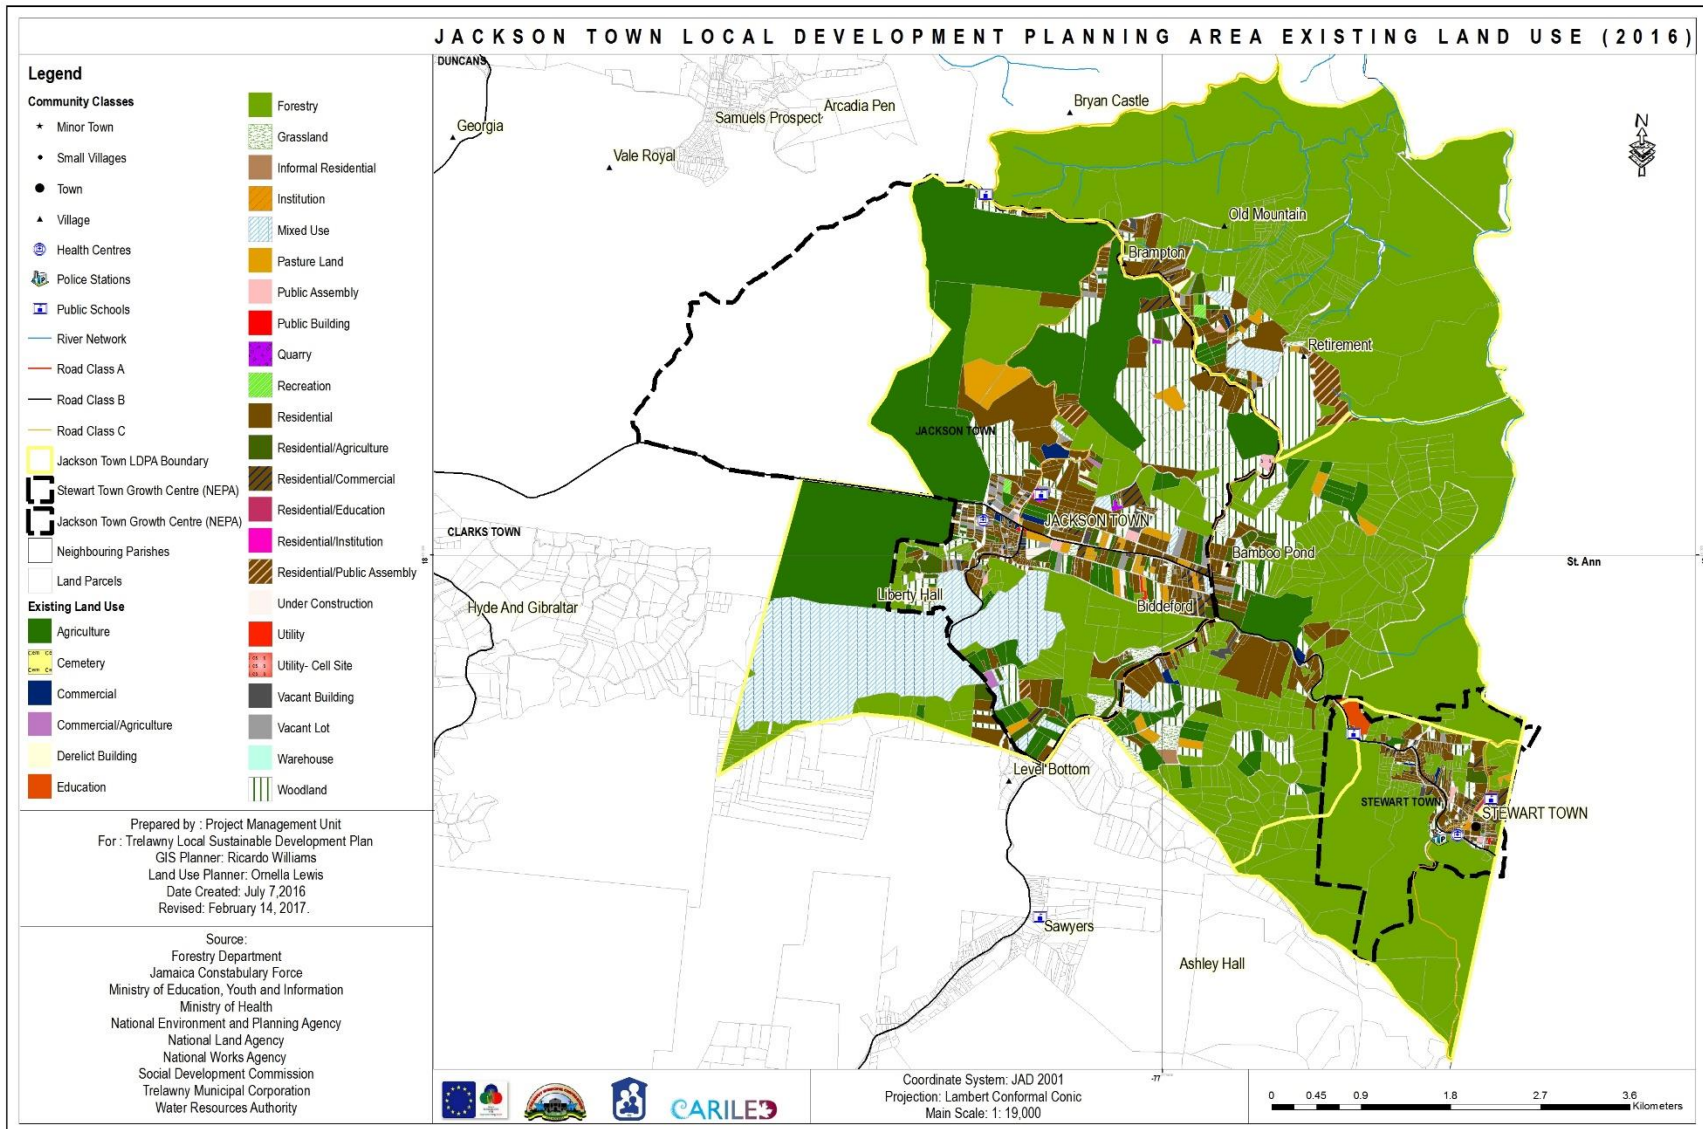 JACKSON TOWN LOCAL DEVELOPMENT PLANNING AREA EXISTING LAND USE (2016)
Legend
Community Classes
Minor Town
Small Villages
Town
Village
Health Centres
Police Stations
Public Schools
River Network
Road Class A
Road Class B
Road Class C
Jackson Town LDPA Boundary
Stewart Town Growth Centre (NEPA)
Jackson Town Growth Centre (NEPA)
Neighbouring Parishes
Land Parcels
Existing Land Use
Agriculture
Cemetery
Commercial
Commercial/Agriculture
Derelict Building
Education
Forestry
Grassland
Informal Residential
Institution
Mixed Use
Pasture Land
Public Assembly
Public Building
Quarry
Recreation
Residential
Residential/Agriculture
Residential/Commercial
Residential/Education
Residential/Institution
Residential/Public Assembly
Under Construction
Utility
Utility- Cell Site
Vacant Building
Vacant Lot
Warehouse
Woodland
Prepared by : Project Management Unit
For : Trelawny Local Sustainable Development Plan
GIS Planner: Ricardo Williams
Land Use Planner: Ornella Lewis
Date Created: July 7,2016
Revised: February 14, 2017.
Source:
Forestry Department
Jamaica Constabulary Force
Ministry of Education, Youth and Information
Ministry of Health
National Environment and Planning Agency
National Land Agency
National Works Agency
Social Development Commission
Trelawny Municipal Corporation
Water Resources Authority
DUNCANS
Georgia
Vale Royal
Samuels Prospect
Arcadia Pen
Bryan Castle
N
Old Mountain
Brampton
Retirement
JACKSON TOWN
CLARKS TOWN
JACKSON TOWN
Bamboo Pond
St. Ann
18
Hyde And Gibraltar
Liberty Hall
Biddeford
Level Bottom
STEWART TOWN
STEWART TOWN
Sawyers
Ashley Hall
-77
CARILED
Coordinate System: JAD 2001
Projection: Lambert Conformal Conic
Main Scale: 1: 19,000
0 0.45 0.9 1.8 2.7 3.6
Kilometers